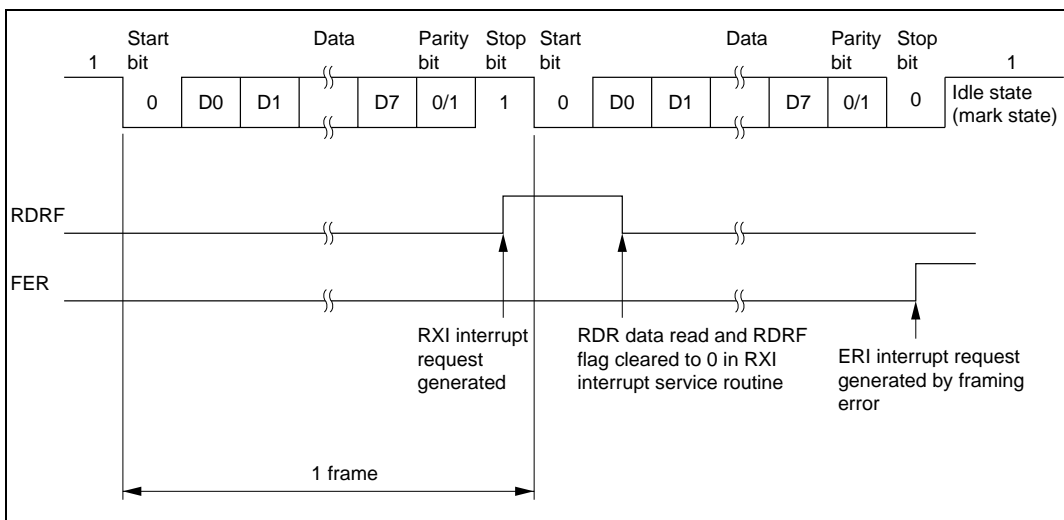 Start Data Parity Stop Start Data Parity Stop
1 bit bit bit bit bit bit 1
0 D0 D1 D7 0/1 1 0 D0 D1 D7 0/1 0 Idle state
(mark state)
RDRF
FER
RXI interrupt
request
generated
RDR data read and RDRF
flag cleared to 0 in RXI
interrupt service routine
ERI interrupt request
generated by framing
error
1 frame